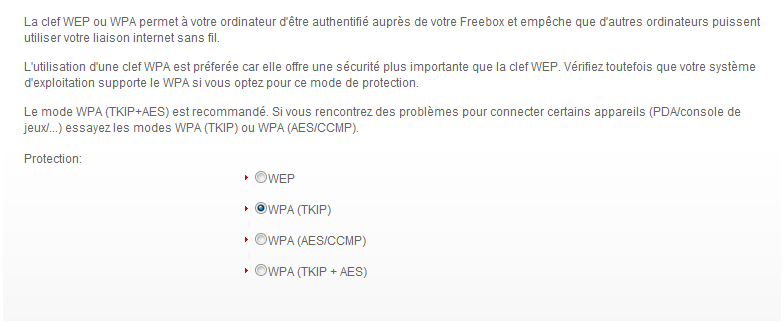 La clef WEP ou WPA permet à votre ordinateur d'être authentifié auprès de votre Freebox et empêche que d'autres ordinateurs puissent
utiliser votre liaison internet sans fil.
L'utilisation d'une clef WPA est préferée car elle offre une sécurité plus importante que la clef WEP. Vérifiez toutefois que votre système
d'exploitation supporte le WPA si vous optez pour ce mode de protection.
Le mode WPA (TKIP+AES) est recommandé. Si vous rencontrez des problèmes pour connecter certains appareils (PDA/console de
jeux/...) essayez les modes WPA (TKIP) ou WPA (AES/CCMP).
Protection:
WEP
WPA (TKIP)
WPA (AES/CCMP)
WPA (TKIP + AES)